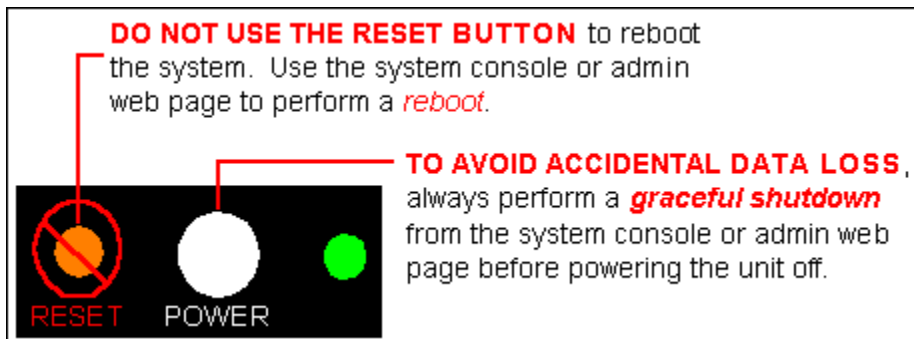 DO NOT USE THE RESET BUTTON to reboot
the system. Use the system console or admin
web page to perform a reboot.
TO AVOID ACCIDENTAL DATA LOSS,
always perform a graceful shutdown
from the system console or admin web
page before powering the unit off.
RESET POWER